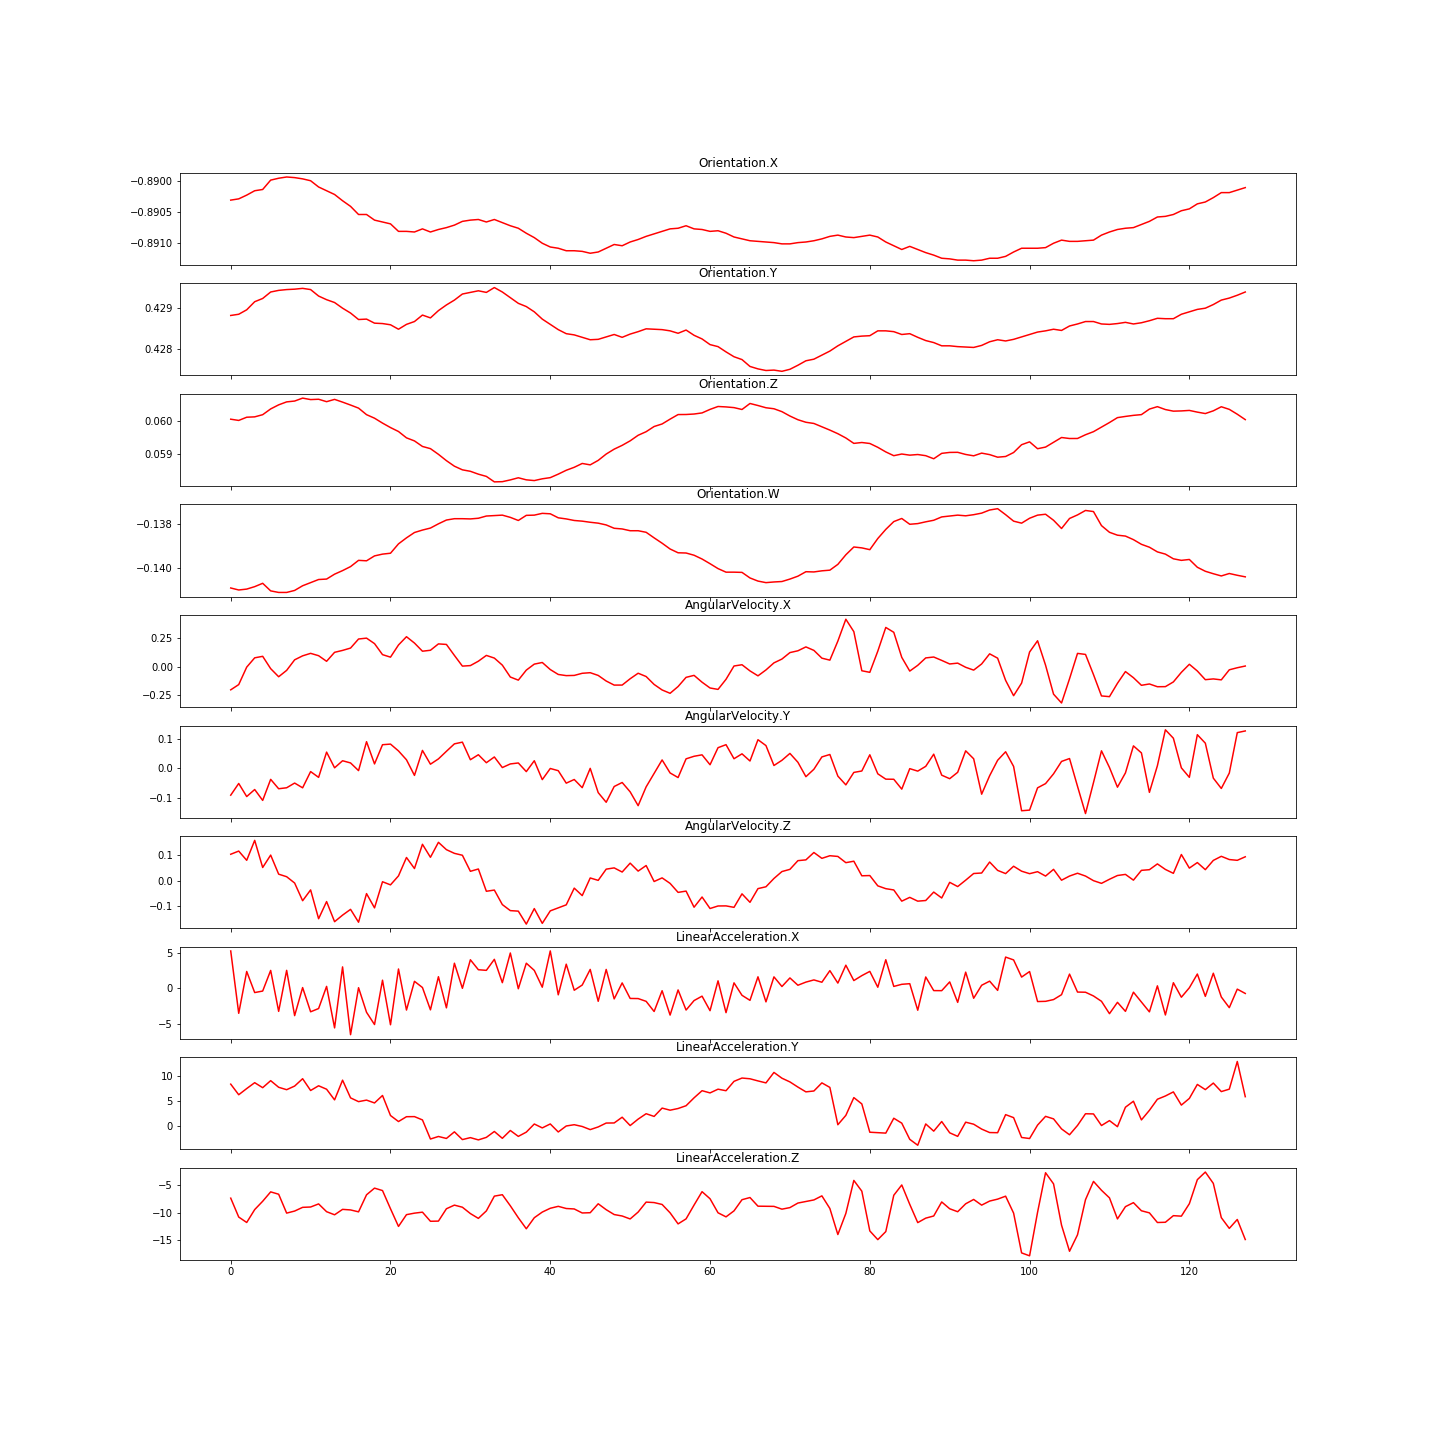 Orientation.X
−0.8900
−0.8905
−0.8910
Orientation.Y
0.429
0.428
Orientation.Z
0.060
0.059
Orientation.W
−0.138
−0.140
AngularVelocity.X
0.25
0.00
−0.25
AngularVelocity.Y
0.1
0.0
−0.1
AngularVelocity.Z
0.1
0.0
−0.1
LinearAcceleration.X
5
0
−5
LinearAcceleration.Y
10
5
0
LinearAcceleration.Z
−5
−10
−15
0 20 40 60 80 100 120